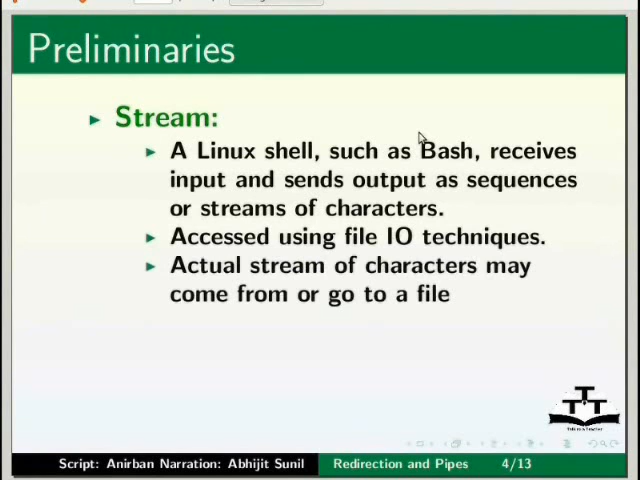 Preliminaries
Stream:
A Linux shell, such as Bash, receives
input and sends output as sequences
or streams of characters.
Accessed using file IO techniques.
Actual stream of characters may
come from or go to a file
TTT
Script: Anirban Narration: Abhijit Sunil Redirection and Pipes 4/13